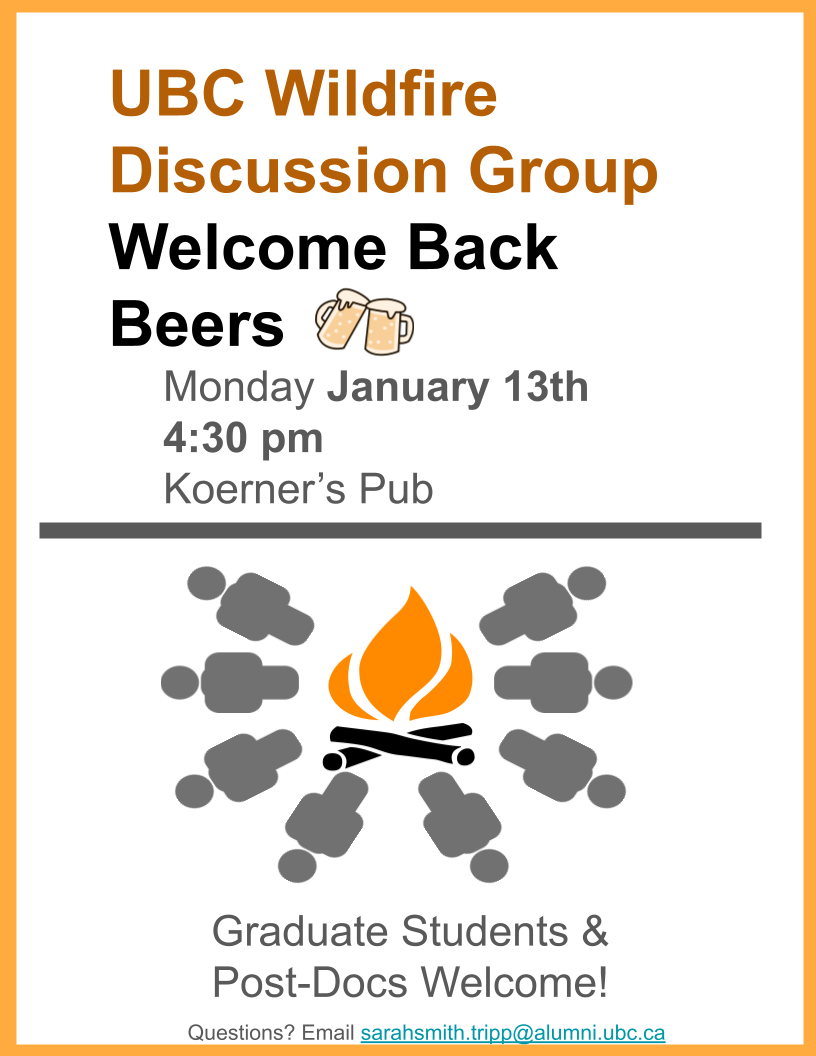 UBC Wildfire
Discussion Group
Welcome Back
Beers
Monday January 13th
4:30 pm
Koerner’s Pub
Graduate Students &
Post-Docs Welcome!
Questions? Email sarahsmith.tripp@alumni.ubc.ca